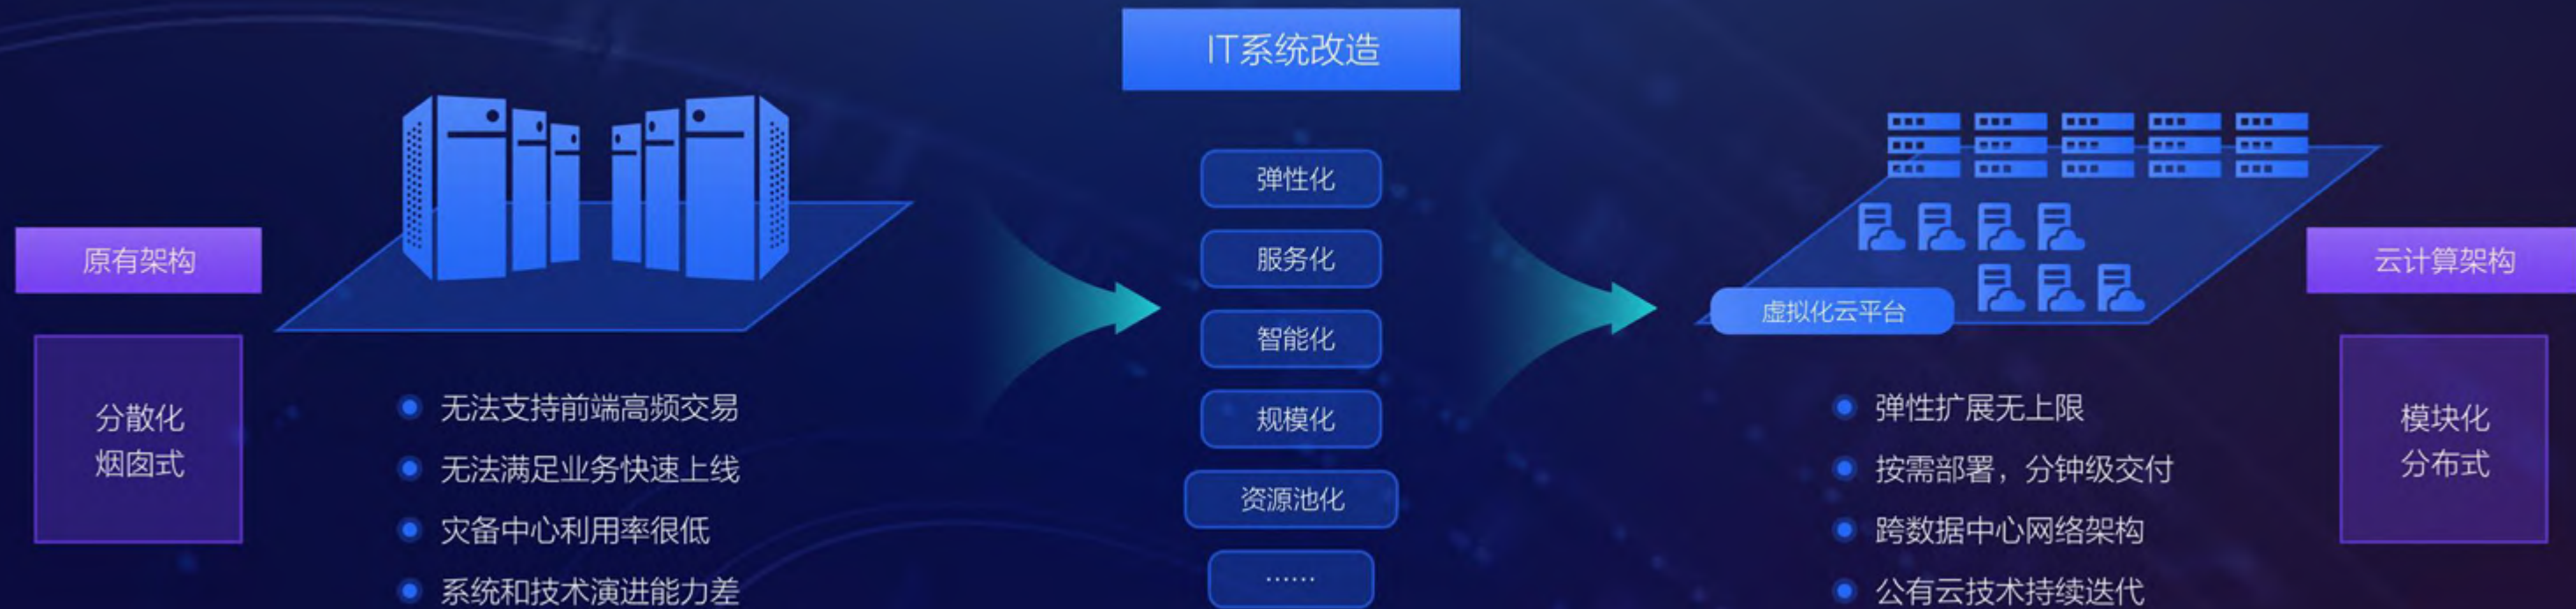 IT系统改造
原有架构
分散化
烟囱式
无法支持前端高频交易
无法满足业务快速上线
灾备中心利用率很低
系统和技术演进能力差
弹性化
服务化
智能化
规模化
资源池化
……
虚拟化云平台
弹性扩展无上限
按需部署，分钟级交付
跨数据中心网络架构
公有云技术持续迭代
云计算架构
模块化
分布式